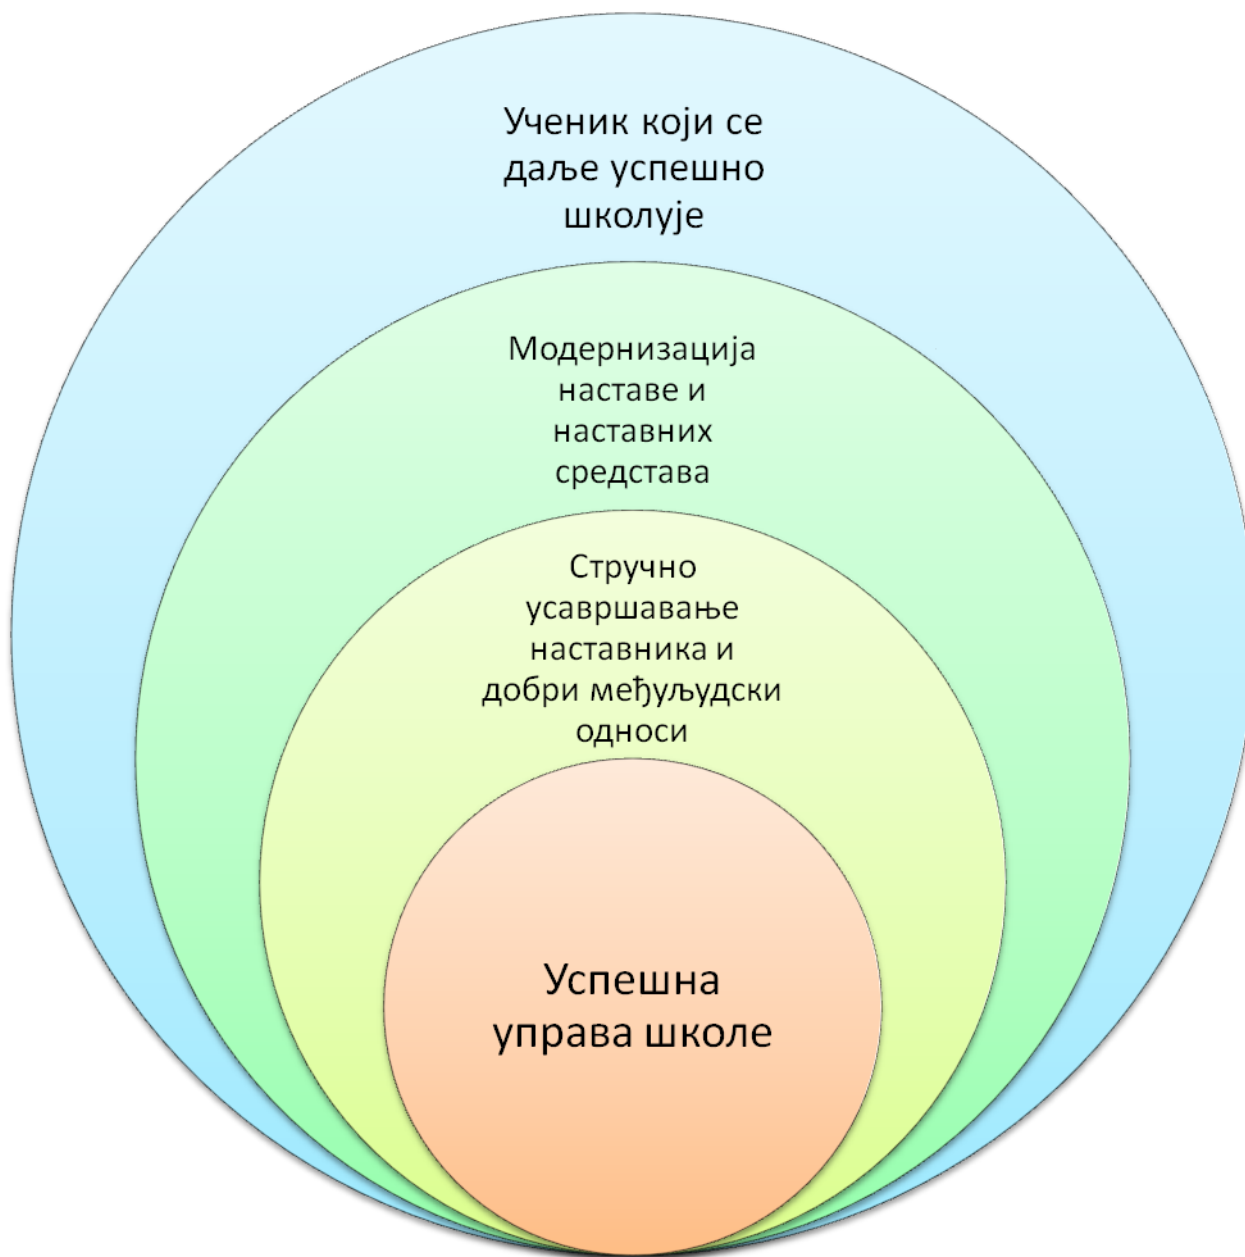 Ученик који се
даље успешно
школује
Модернизација
наставе и
наставних
средстава
Стручно
усавршавање
наставника и
добри међуљудски
односи
Успешна
управа школе